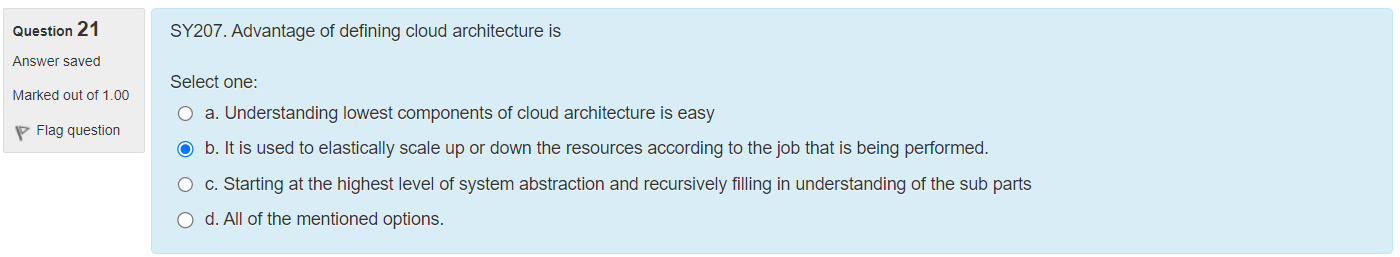 Question 21
Answer saved
Marked out of 1.00
Flag question
SY207. Advantage of defining cloud architecture is
Select one:
a. Understanding lowest components of cloud architecture is easy
b. It is used to elastically scale up or down the resources according to the job that is being performed.
c. Starting at the highest level of system abstraction and recursively filling in understanding of the sub parts
d. All of the mentioned options.